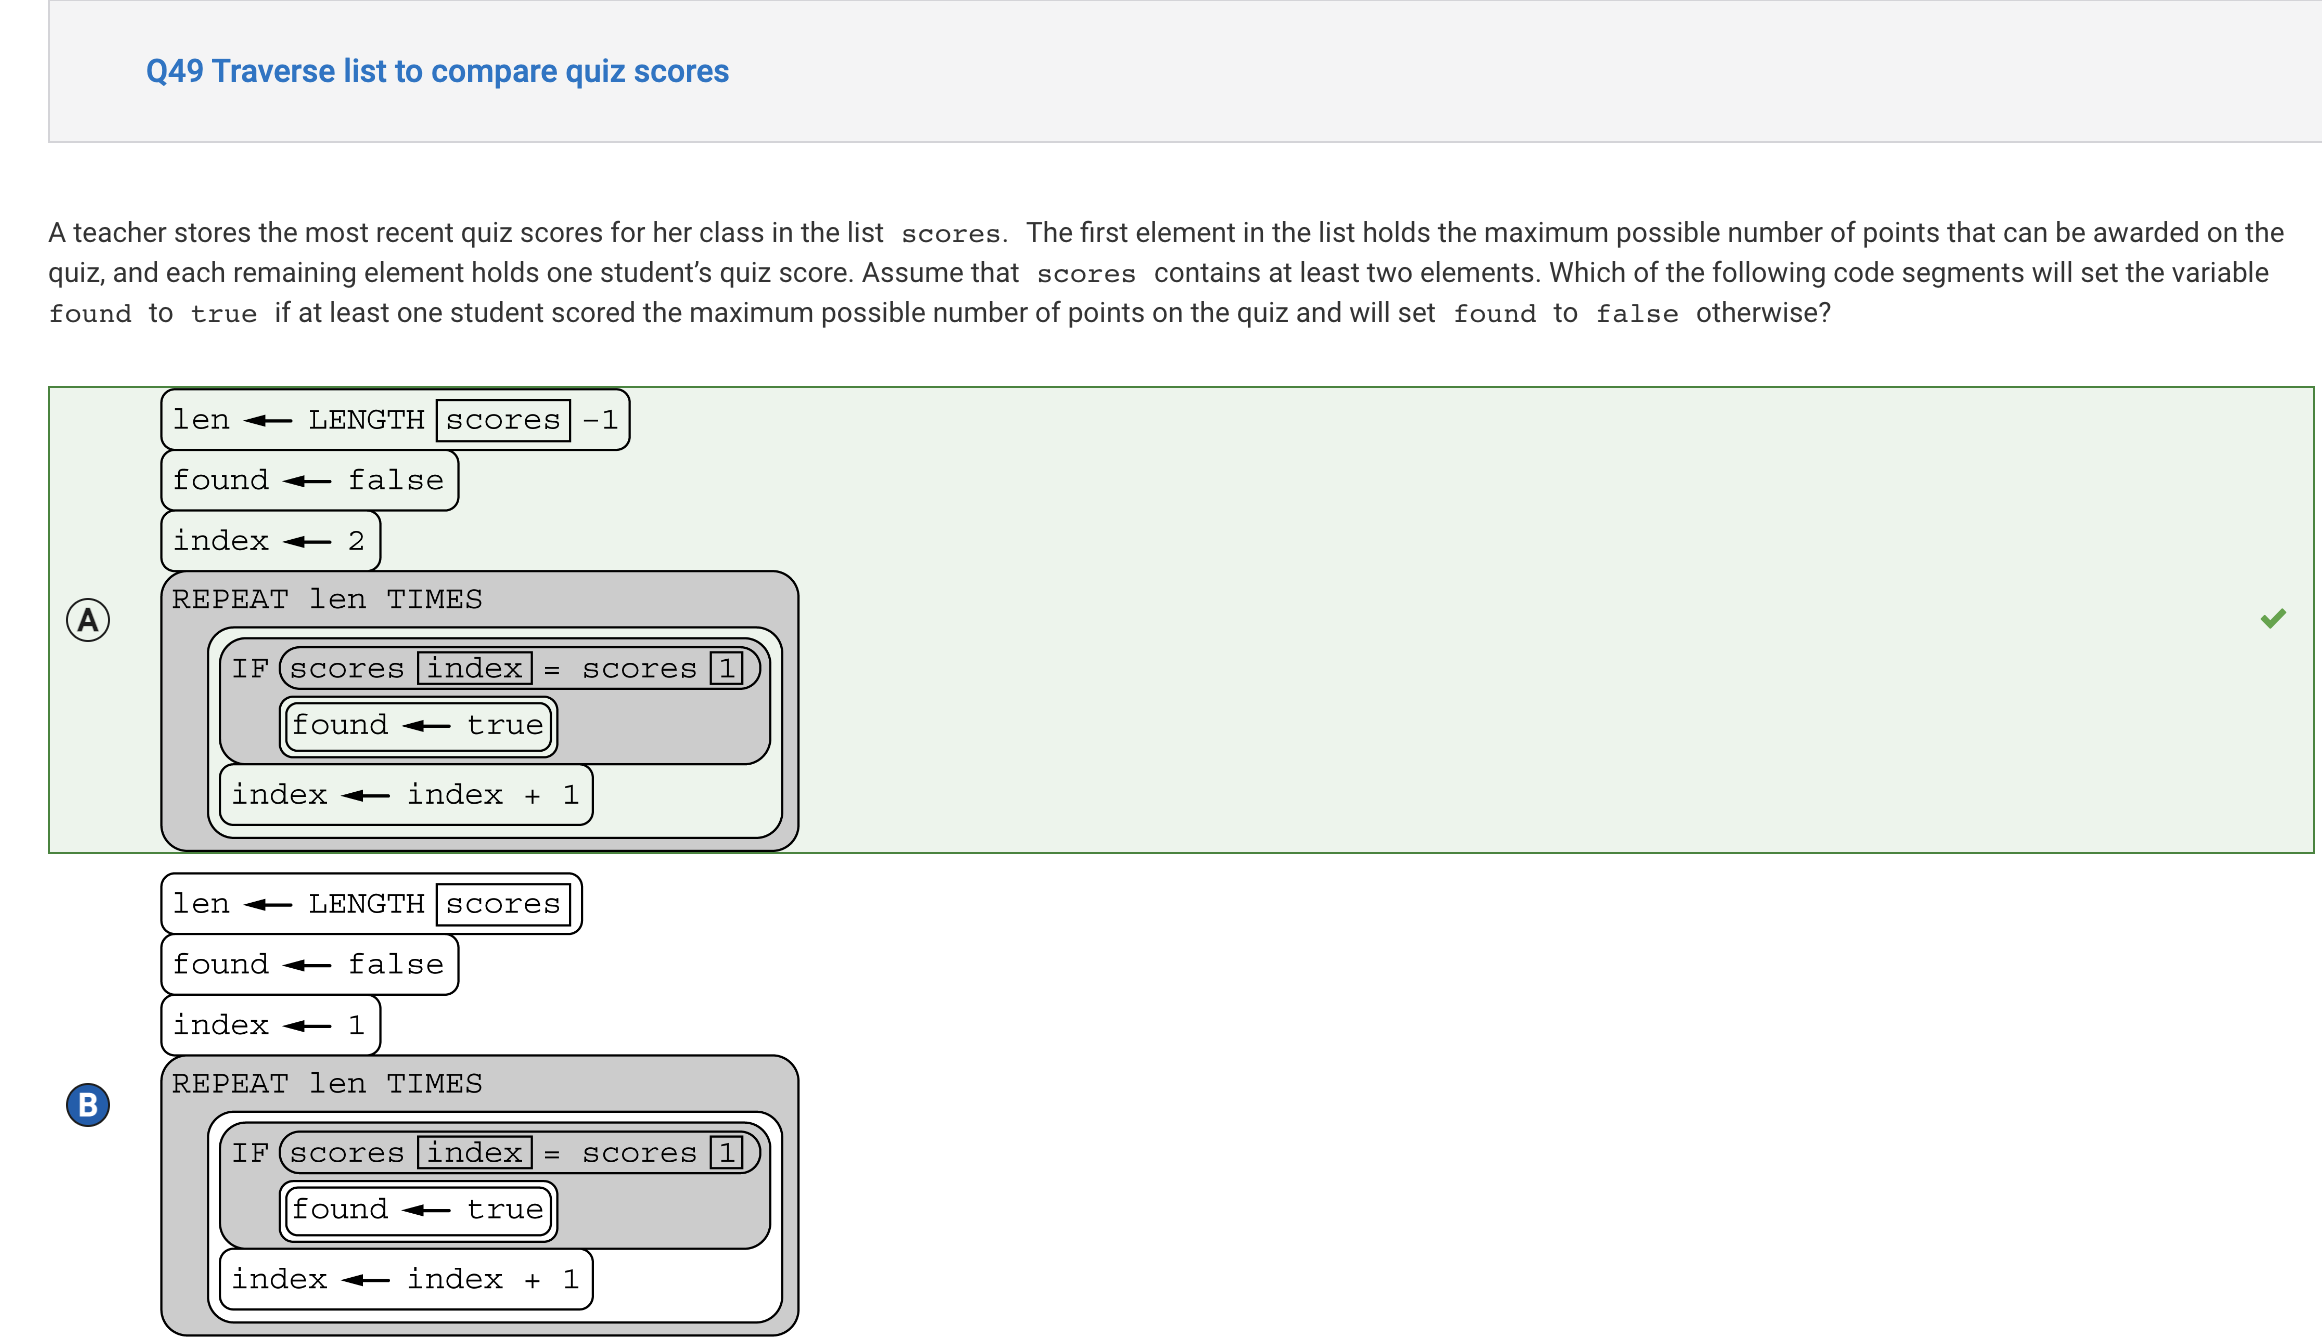 Q49 Traverse list to compare quiz scores
A teacher stores the most recent quiz scores for her class in the list scores. The first element in the list holds the maximum possible number of points that can be awarded on the
quiz, and each remaining element holds one student’s quiz score. Assume that scores contains at least two elements. Which of the following code segments will set the variable
found to true if at least one student scored the maximum possible number of points on the quiz and will set found to false otherwise?
A
len ← LENGTH scores -1
found ← false
index ← 2
REPEAT len TIMES
IF scores index = scores 1
found ← true
index ← index + 1
B
len ← LENGTH scores
found ← false
index ← 1
REPEAT len TIMES
IF scores index = scores 1
found ← true
index ← index + 1